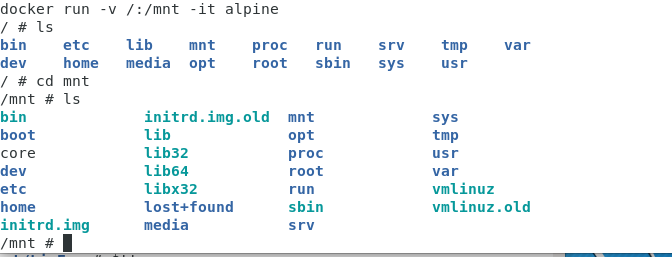 docker run -v /:/mnt -it alpine
/ # ls
bin    etc    lib    mnt    proc   run    srv    tmp    var
dev    home   media  opt    root   sbin   sys    usr
/ # cd mnt
/mnt # ls
bin             initrd.img.old  mnt             sys
boot            lib             opt             tmp
core            lib32           proc            usr
dev             lib64           root            var
etc             libx32          run             vmlinuz
home            lost+found      sbin            vmlinuz.old
initrd.img      media           srv
/mnt #